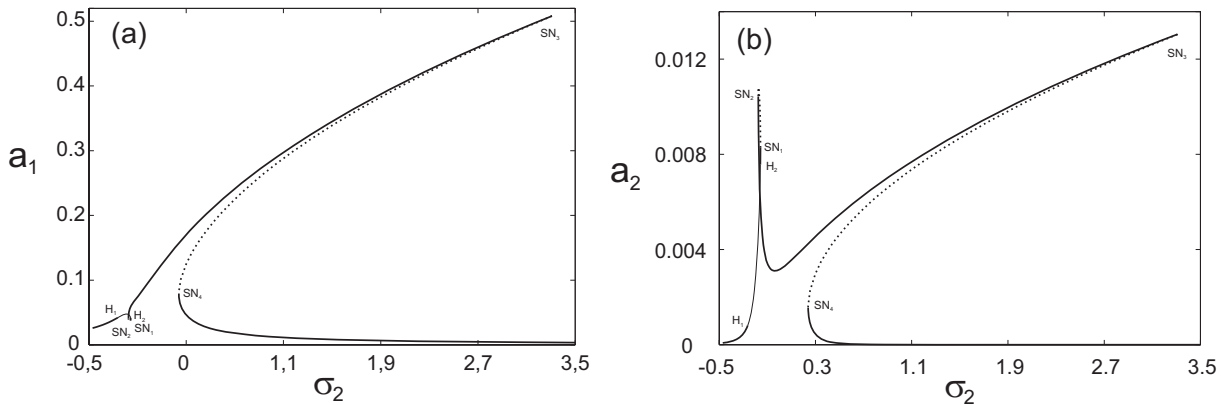 (a)
a1
0.5
0.4
0.3
0.2
0.1
0
H1
H2
SN2
SN1
SN3
SN4
-0,5
0
1,1
1,9
2,7
3,5
σ2
(b)
a2
0.012
0.008
0.004
0
SN2
SN1
H2
H1
SN3
SN4
-0.5
0.3
1.1
1.9
2.7
3.5
σ2